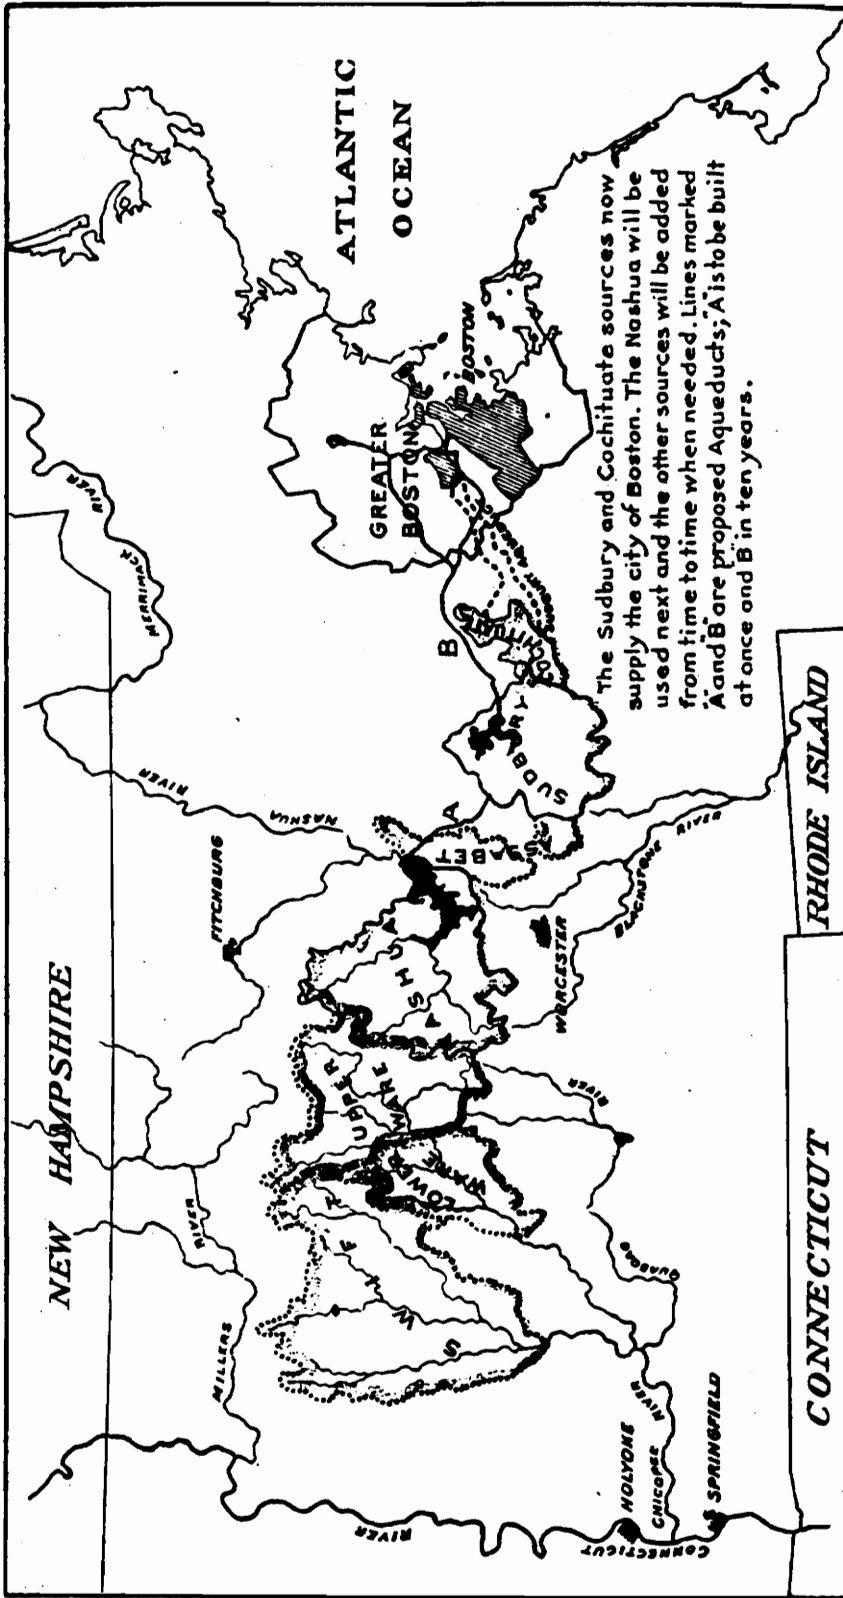 NEW HAMPSHIRE
ATLANTIC
OCEAN
MERRIMACK
RIVER
NASHUA
RIVER
FITCHBURG
MILLERS
RIVER
GREATER
BOSTON
BOSTON
B
A
COCHITUATE
SUDBURY
SUDBURY
ASSABET
NASHUA
UPPER
WARE
LOWER
WARE
SWIFT
WORCESTER
BLACKSTONE RIVER
RIVER
QUABOAG
CONNECTICUT
RIVER
HOLYOKE
CHICOPEE
RIVER
SPRINGFIELD
The Sudbury and Cochituate sources now
supply the city of Boston. The Nashua will be
used next and the other sources will be added
from time to time when needed. Lines marked
"A" and "B" are proposed Aqueducts; "A" is to be built
at once and "B" in ten years.
CONNECTICUT
RHODE ISLAND